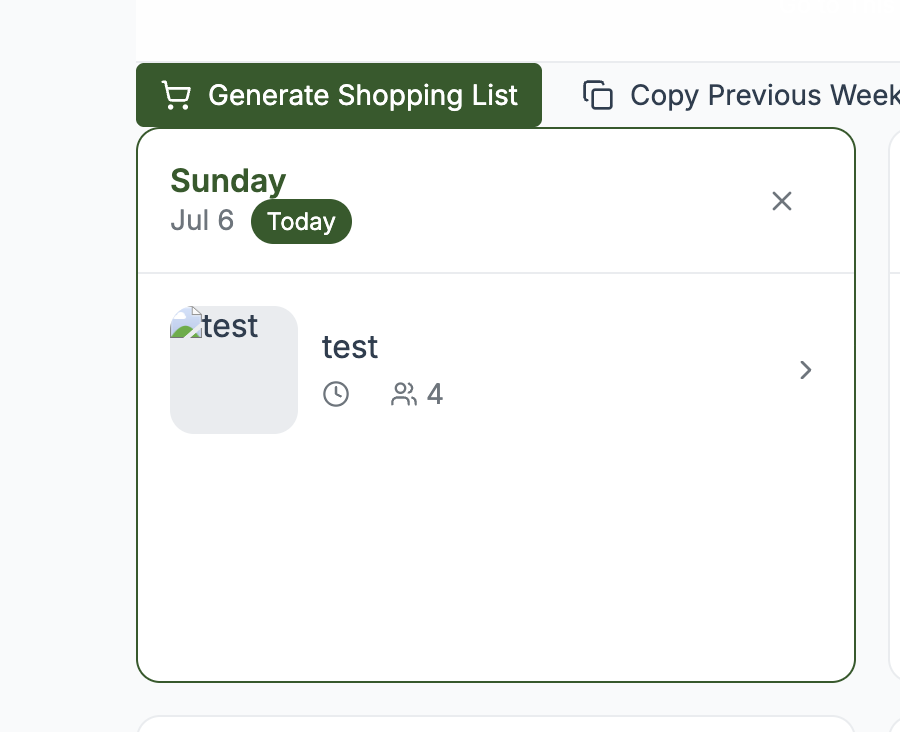 Generate Shopping List
Copy Previous Week
Sunday
Jul 6
Today
test
test
4